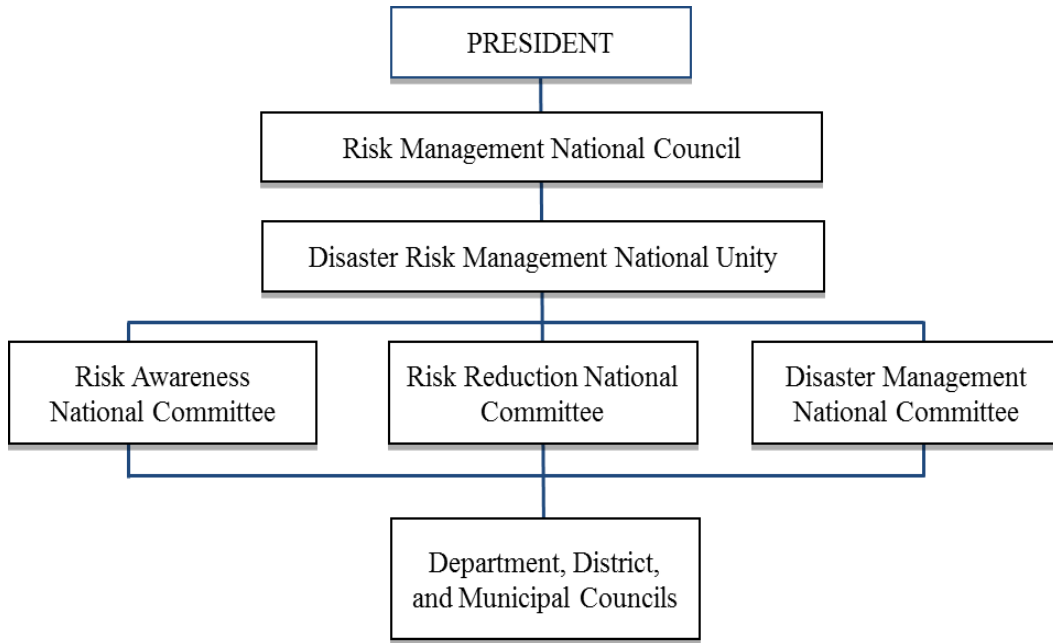 PRESIDENT
Risk Management National Council
Disaster Risk Management National Unity
Risk Awareness
National Committee
Risk Reduction National
Committee
Disaster Management
National Committee
Department, District,
and Municipal Councils